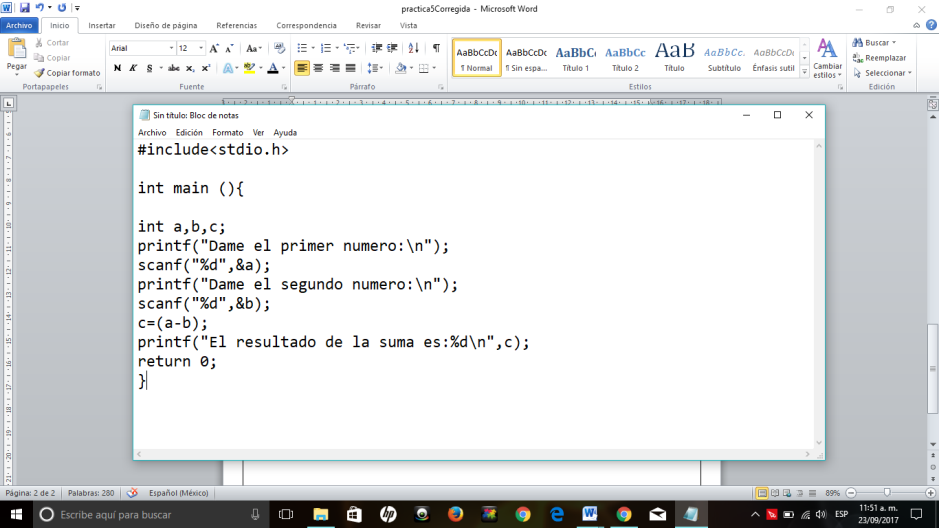 practica5Corregida - Microsoft Word
Archivo Inicio Insertar Diseño de página Referencias Correspondencia Revisar Vista
Pegar
Cortar
Copiar
Copiar formato
Portapapeles
Arial 12
N K S abc x₂ x²
Fuente
Párrafo
AaBbCcDc AaBbCcDc AaBbCc AaBbCc AaB AaBbCc. AaBbCcDc
¶ Normal ¶ Sin espa... Título 1 Título 2 Título Subtítulo Énfasis sutil
Estilos
Cambiar estilos
Buscar
Reemplazar
Seleccionar
Edición
Sin título: Bloc de notas
Archivo Edición Formato Ver Ayuda
#include<stdio.h>
int main (){
int a,b,c;
printf("Dame el primer numero:\n");
scanf("%d",&a);
printf("Dame el segundo numero:\n");
scanf("%d",&b);
c=(a-b);
printf("El resultado de la suma es:%d\n",c);
return 0;
}
Página: 2 de 2 Palabras: 280 Español (México) 89%
Escribe aquí para buscar
ESP
11:51 a. m.
23/09/2017